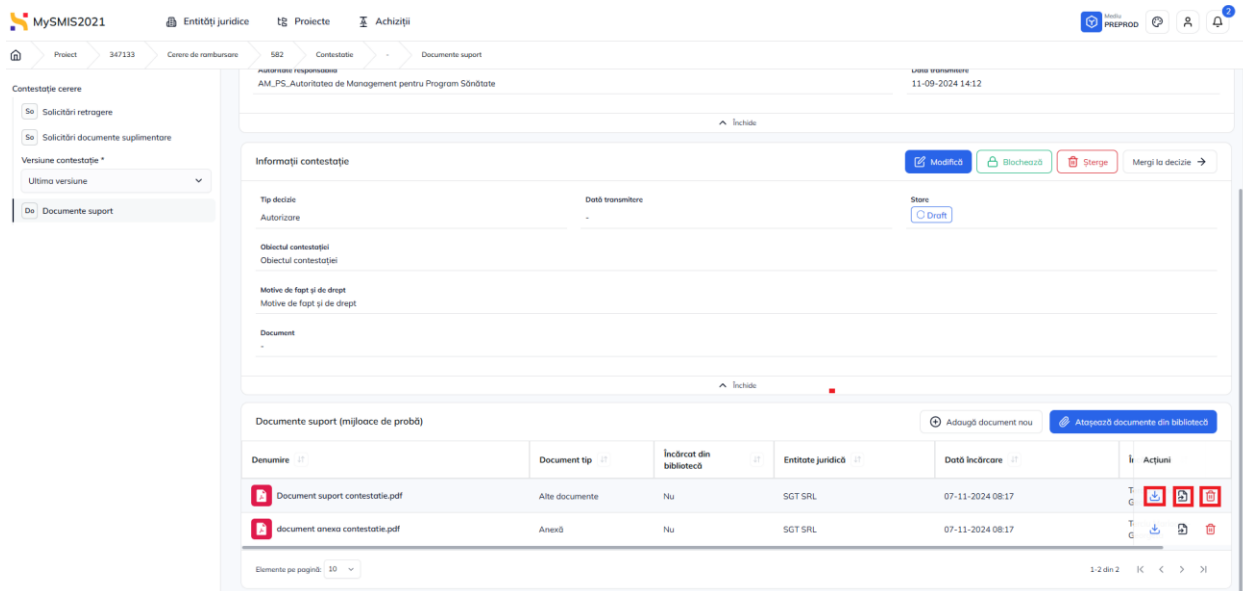 MySMIS2021
Entități juridice
Proiecte
Achiziții
Mediu
PREPROD
2
Proiect
347133
Cerere de rambursare
582
Contestatie
-
Documente suport
Contestație cerere
So Solicitări retragere
So Solicitări documente suplimentare
Versiune contestație *
Ultima versiune
Do Documente suport
Autoritate responsabilă
Dată transmitere
AM_PS_Autoritatea de Management pentru Program Sănătate
11-09-2024 14:12
Închide
Informații contestație
Modifică
Blochează
Șterge
Mergi la decizie
Tip decizie
Dată transmitere
Stare
Autorizare
-
Draft
Obiectul contestației
Obiectul contestației
Motive de fapt și de drept
Motive de fapt și de drept
Document
-
Închide
Documente suport (mijloace de probă)
Adaugă document nou
Atașează documente din bibliotecă
Denumire
Document tip
Încărcat din
bibliotecă
Entitate juridică
Dată încărcare
Acțiuni
Document suport contestatie.pdf
Alte documente
Nu
SGT SRL
07-11-2024 08:17
document anexa contestatie.pdf
Anexă
Nu
SGT SRL
07-11-2024 08:17
Elemente pe pagină: 10
1-2 din 2